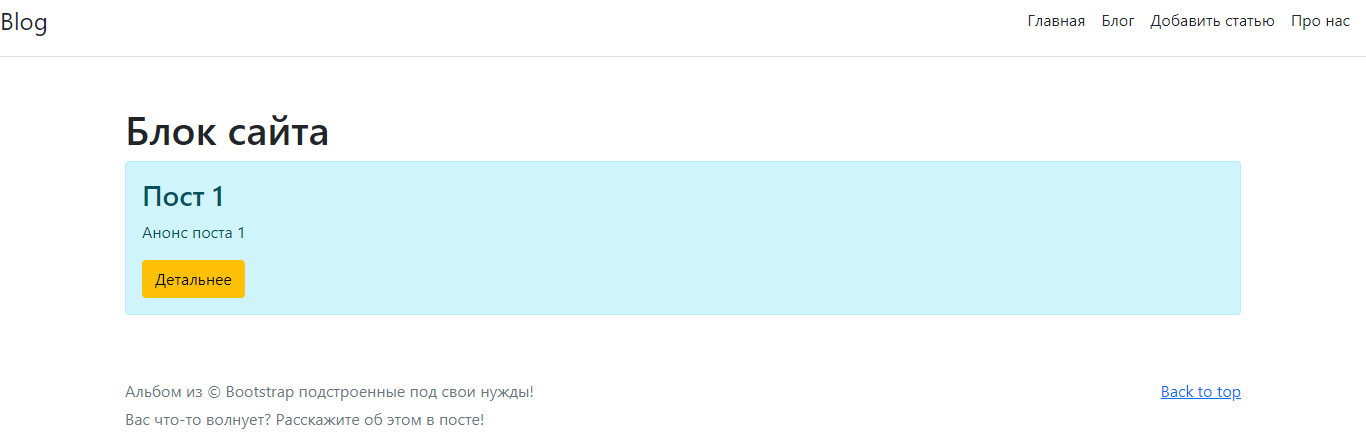 Blog
Главная Блог Добавить статью Про нас
Блок сайта
Пост 1
Анонс поста 1
Детальнее
Альбом из © Bootstrap подстроенные под свои нужды!
Back to top
Вас что-то волнует? Расскажите об этом в посте!